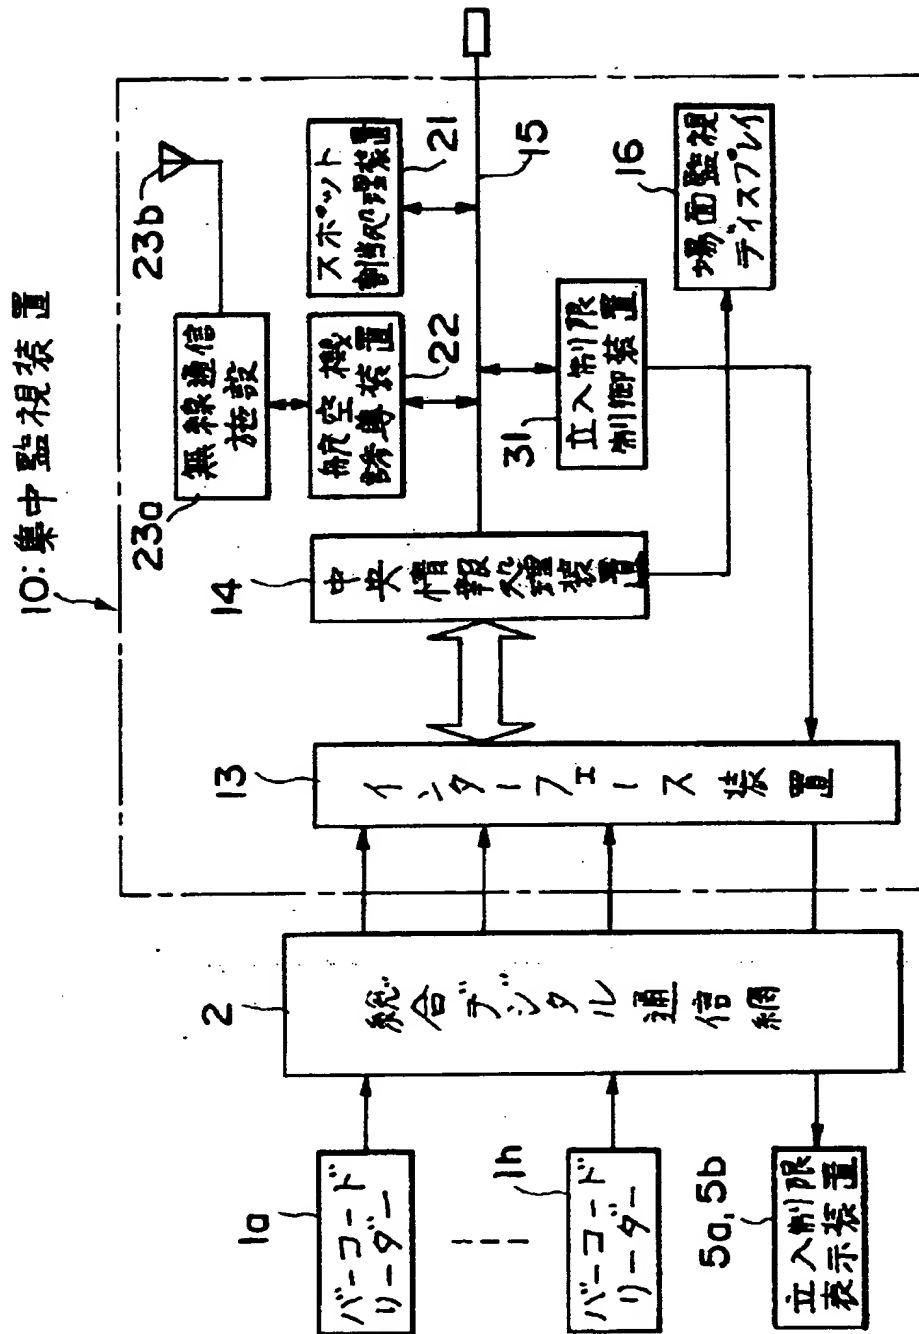 10:集中監視装置
23a
無線通信
施設
23b
22
航空機
誘導装置
21
スポット
割当処理装置
14
中央情報処理装置
15
31
立入制限
制御装置
16
場面監視
ディスプレイ
13
インターフェース装置
2
総合デジタル通信網
1a
バーコード
リーダー
1h
バーコード
リーダー
5a,5b
立入制限
表示装置